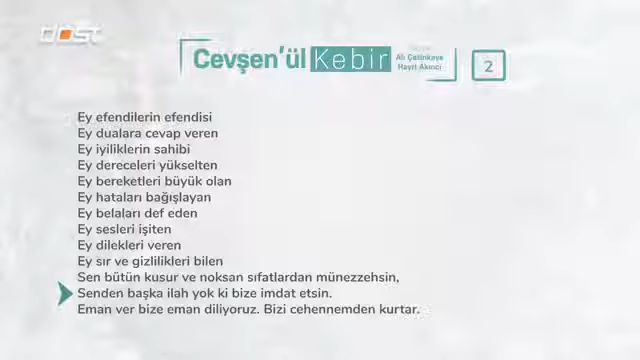 DOST
Cevşen'ül Kebir
Ali Çetinkaya
Hayri Akıncı
2
Ey efendilerin efendisi
Ey dualara cevap veren
Ey iyiliklerin sahibi
Ey dereceleri yükselten
Ey bereketleri büyük olan
Ey hataları bağışlayan
Ey belaları def eden
Ey sesleri işiten
Ey dilekleri veren
Ey sır ve gizlilikleri bilen
Sen bütün kusur ve noksan sıfatlardan münezzehsin,
Senden başka ilah yok ki bize imdat etsin.
Eman ver bize eman diliyoruz. Bizi cehennemden kurtar.